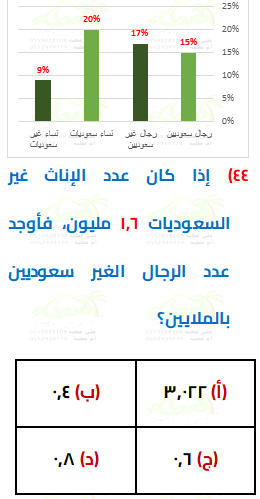 25%
20%
15%
10%
5%
0%
20%
17%
15%
9%
نساء غير سعوديات
نساء سعوديات
رجال غير سعوديين
رجال سعوديين
٤٤) إذا كان عدد الإناث غير
السعوديات ١,٦ مليون، فأوجد
عدد الرجال الغير سعوديين
بالملايين؟
(أ) ٣,٠٢٢
(ب) ٠,٤
(ج) ٠,٦
(د) ٠,٨